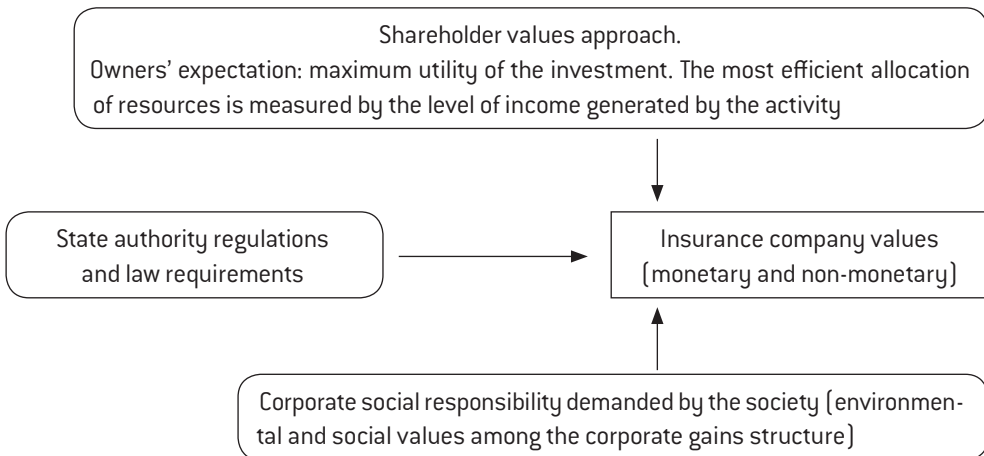 Shareholder values approach.
Owners’ expectation: maximum utility of the investment. The most efficient allocation
of resources is measured by the level of income generated by the activity
State authority regulations
and law requirements
Insurance company values
(monetary and non-monetary)
Corporate social responsibility demanded by the society (environmen-
tal and social values among the corporate gains structure)